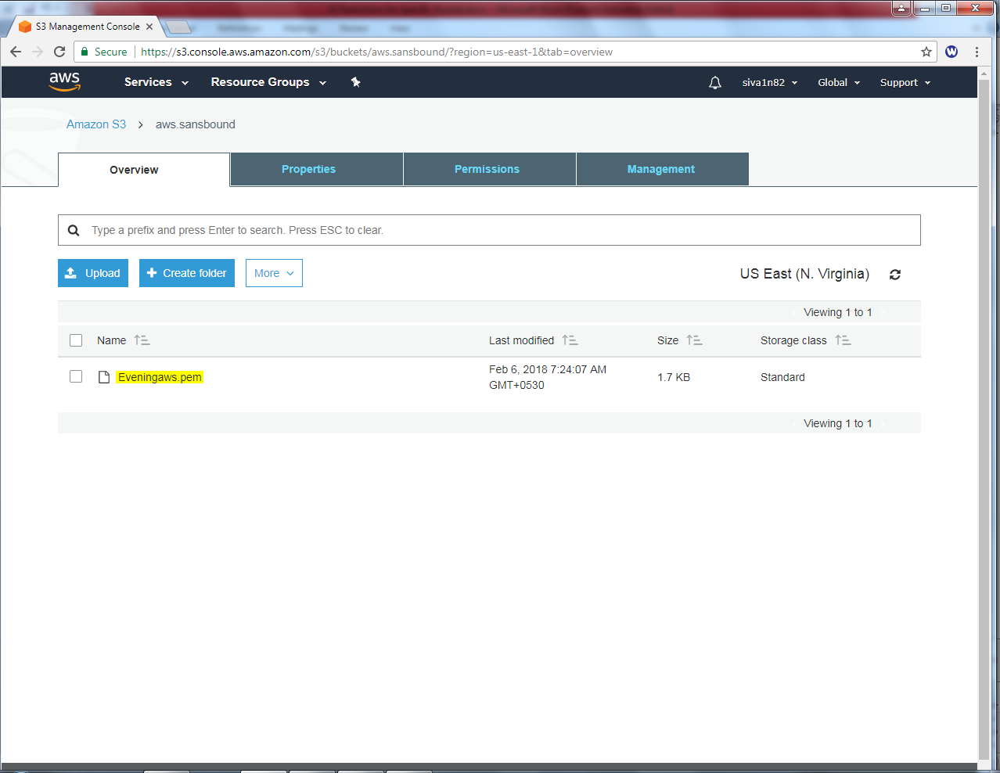 S3 Management Console
Secure https://s3.console.aws.amazon.com/s3/buckets/aws.sansbound/?region=us-east-1&tab=overview
aws Services Resource Groups siva1n82 Global Support
Amazon S3 > aws.sansbound
Overview Properties Permissions Management
Type a prefix and press Enter to search. Press ESC to clear.
Upload Create folder More US East (N. Virginia)
Viewing 1 to 1
Name Last modified Size Storage class
Eveningaws.pem Feb 6, 2018 7:24:07 AM GMT+0530 1.7 KB Standard
Viewing 1 to 1